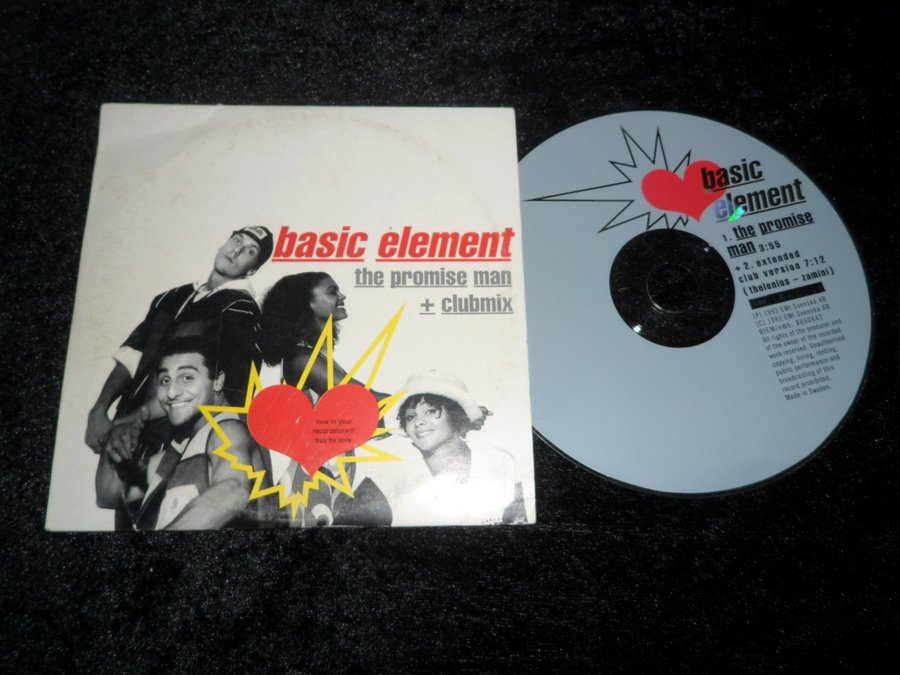 basic element
the promise man
+ clubmix
now in your
recordstore!!!
buy by love
basic
element
1. the promise
man 3:55
+ 2. extended
club version 7:12
(thelenius - zamini)
(P) 1993 EMI Svenska AB
(C) 1993 EMI Svenska AB
BIEM/n©b. 8650642
All rights of the producer and
of the owner of the recorded
work reserved. Unauthorised
copying, hiring, renting,
public performance and
broadcasting of this
record prohibited.
Made in Sweden.